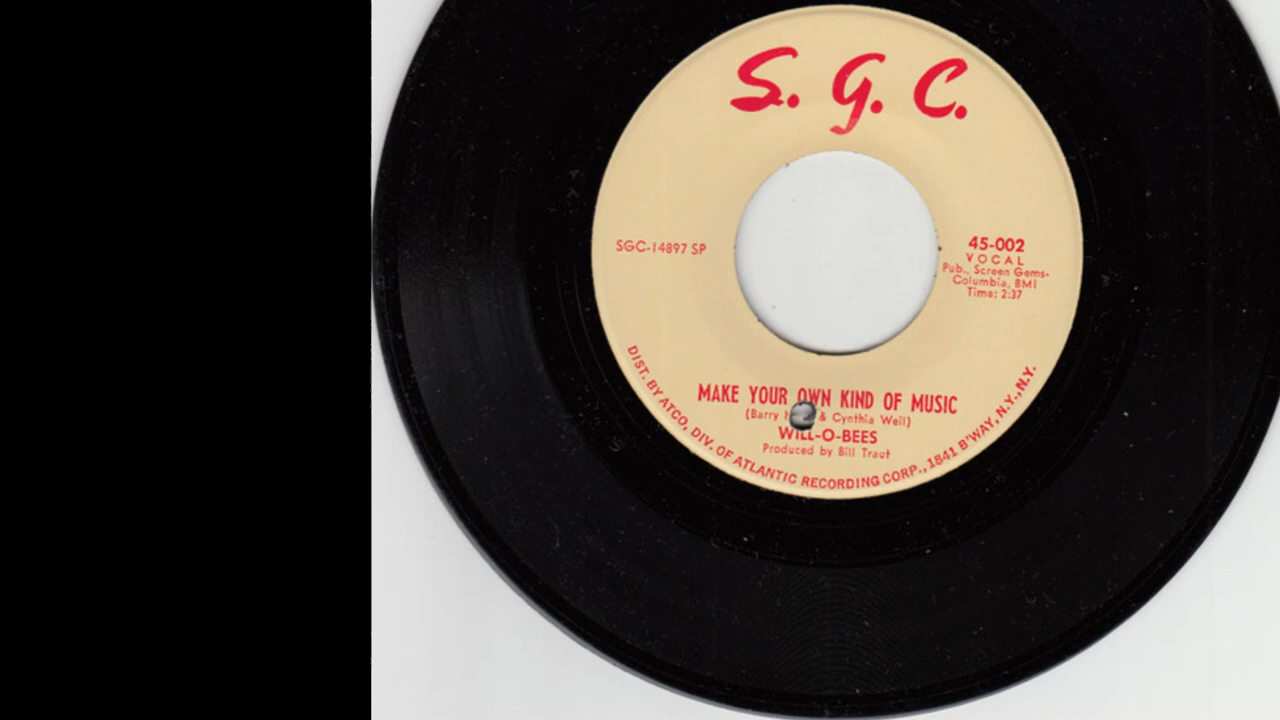 S. G. C.
SGC-14897 SP
45-002
VOCAL
Pub., Screen Gems-
Columbia, BMI
Time: 2:37
MAKE YOUR OWN KIND OF MUSIC
(Barry & Cynthia Weil)
WILL-O-BEES
Produced by Bill Traut
DIST. BY ATCO, DIV. OF ATLANTIC RECORDING CORP., 1841 B'WAY, N.Y., N.Y.